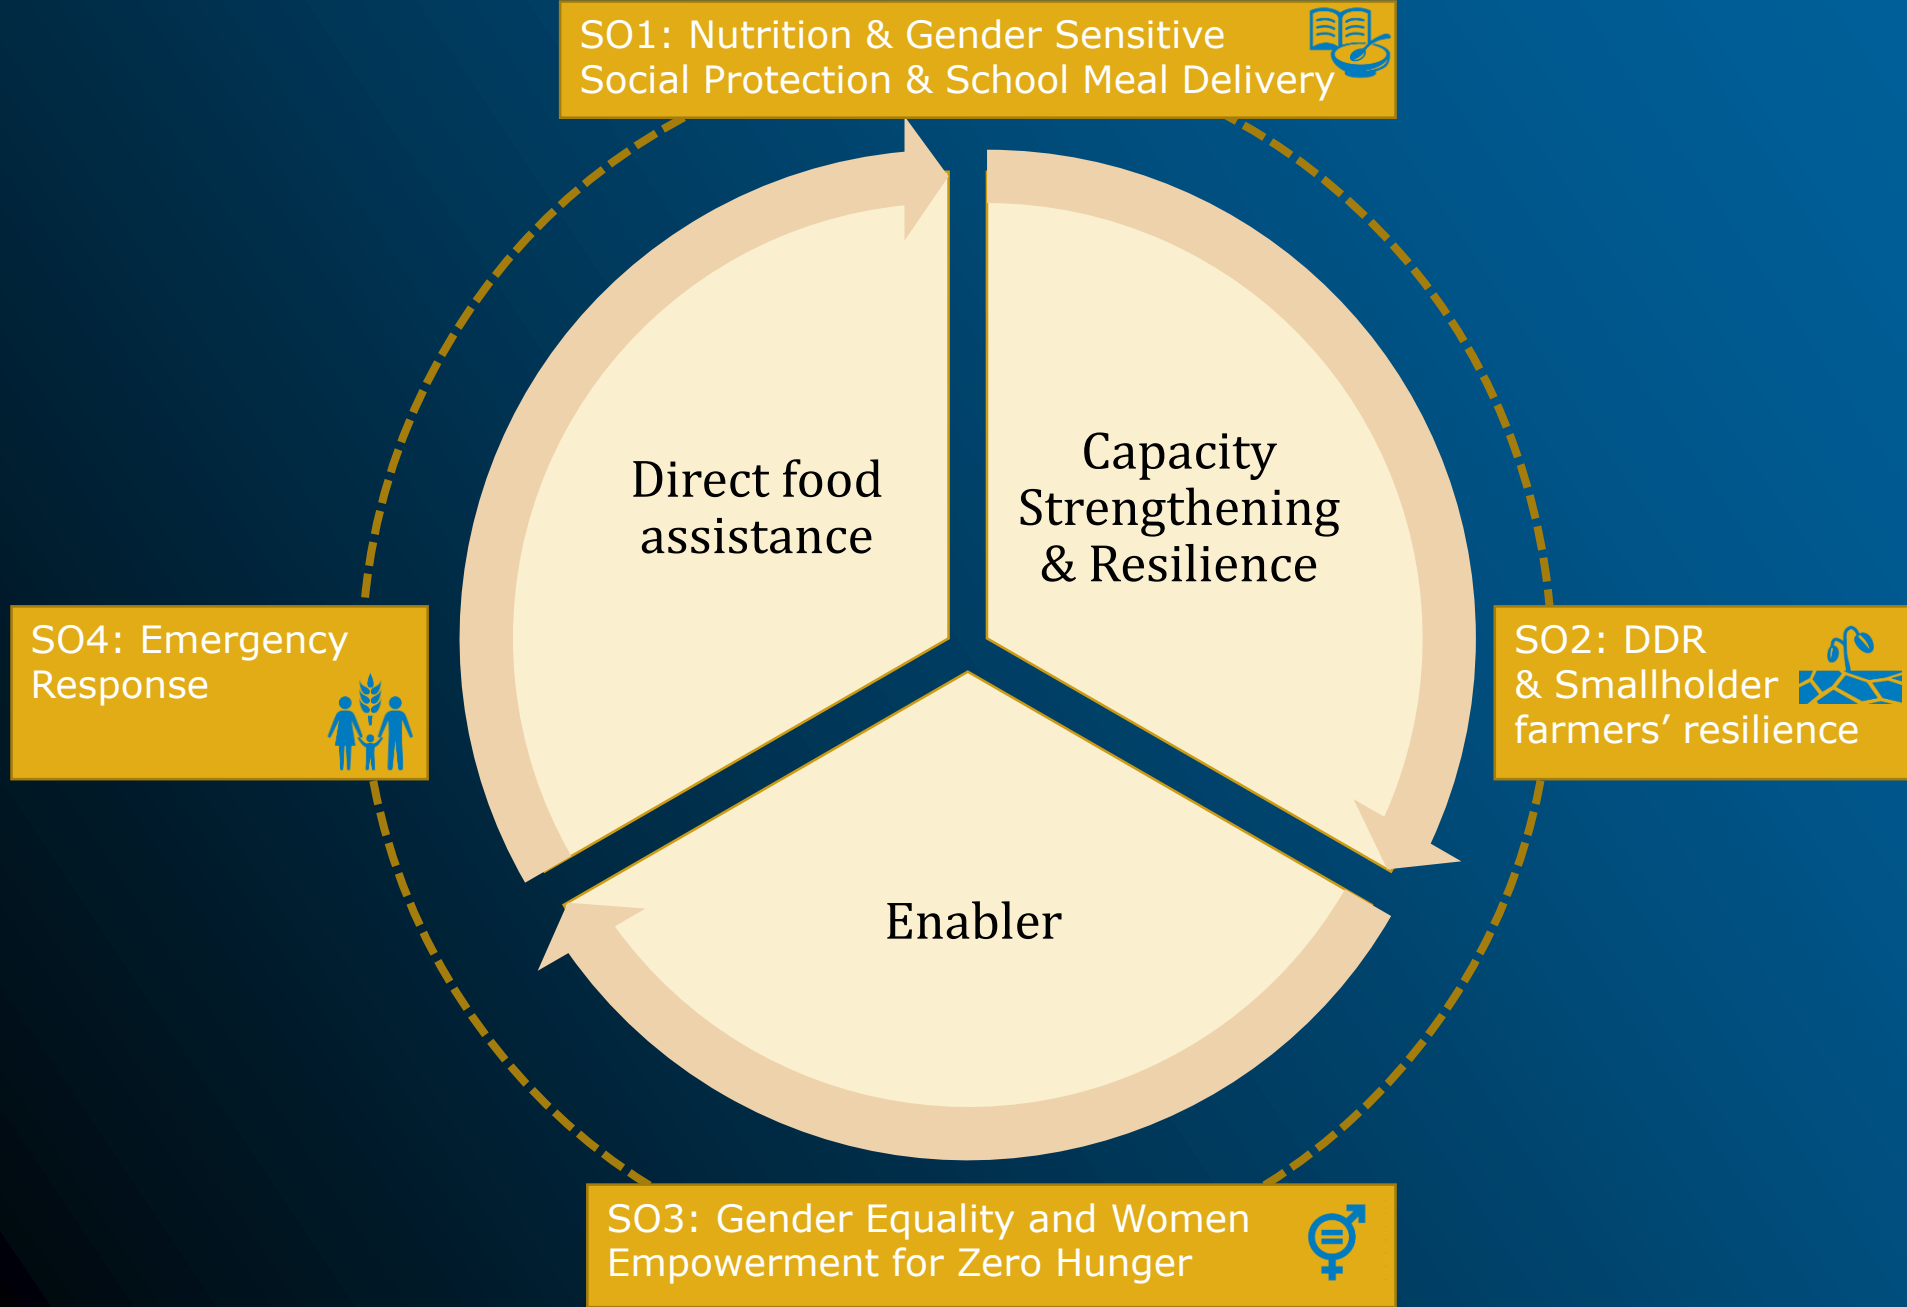 SO1: Nutrition & Gender Sensitive
Social Protection & School Meal Delivery
Direct food
assistance
Capacity
Strengthening
& Resilience
SO4: Emergency
Response
SO2: DDR
& Smallholder
farmers’ resilience
Enabler
SO3: Gender Equality and Women
Empowerment for Zero Hunger